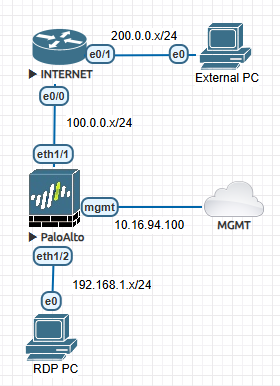 200.0.0.x/24
e0/1
e0
INTERNET
External PC
e0/0
100.0.0.x/24
eth1/1
mgmt
MGMT
10.16.94.100
PaloAlto
eth1/2
192.168.1.x/24
e0
RDP PC